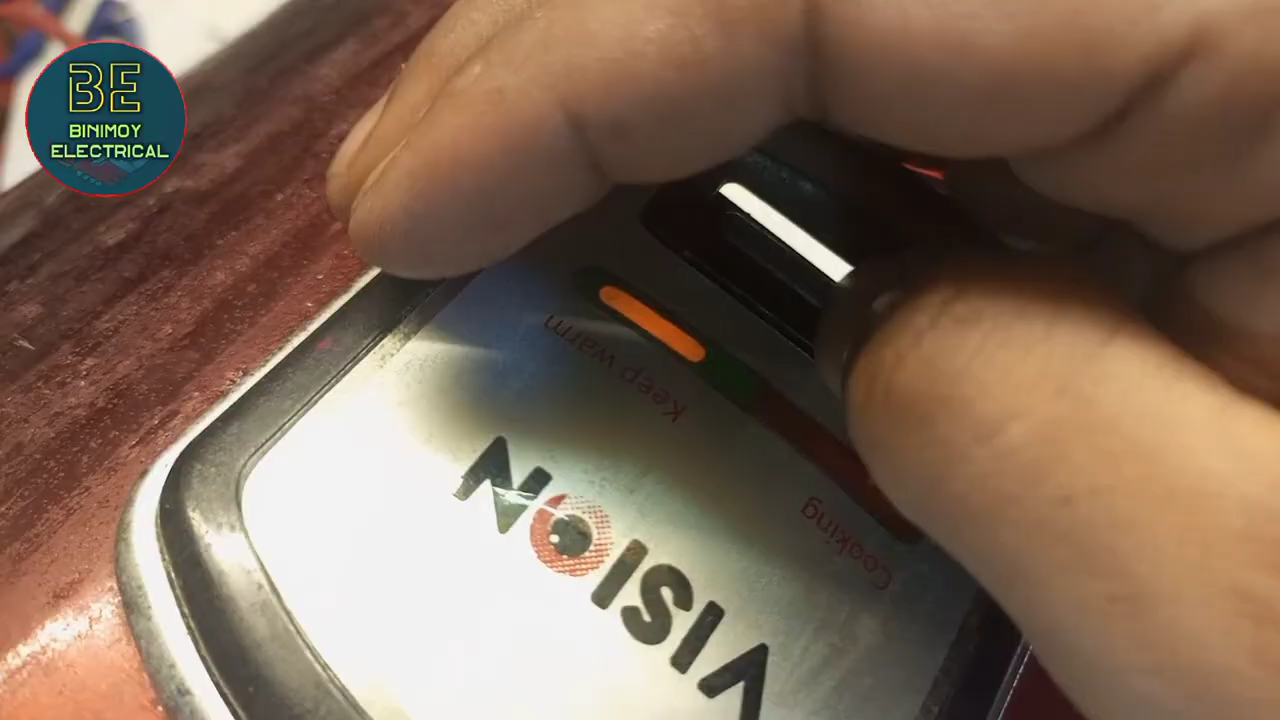 BE
BINIMOY
ELECTRICAL
Keep warm
Cooking
VISION